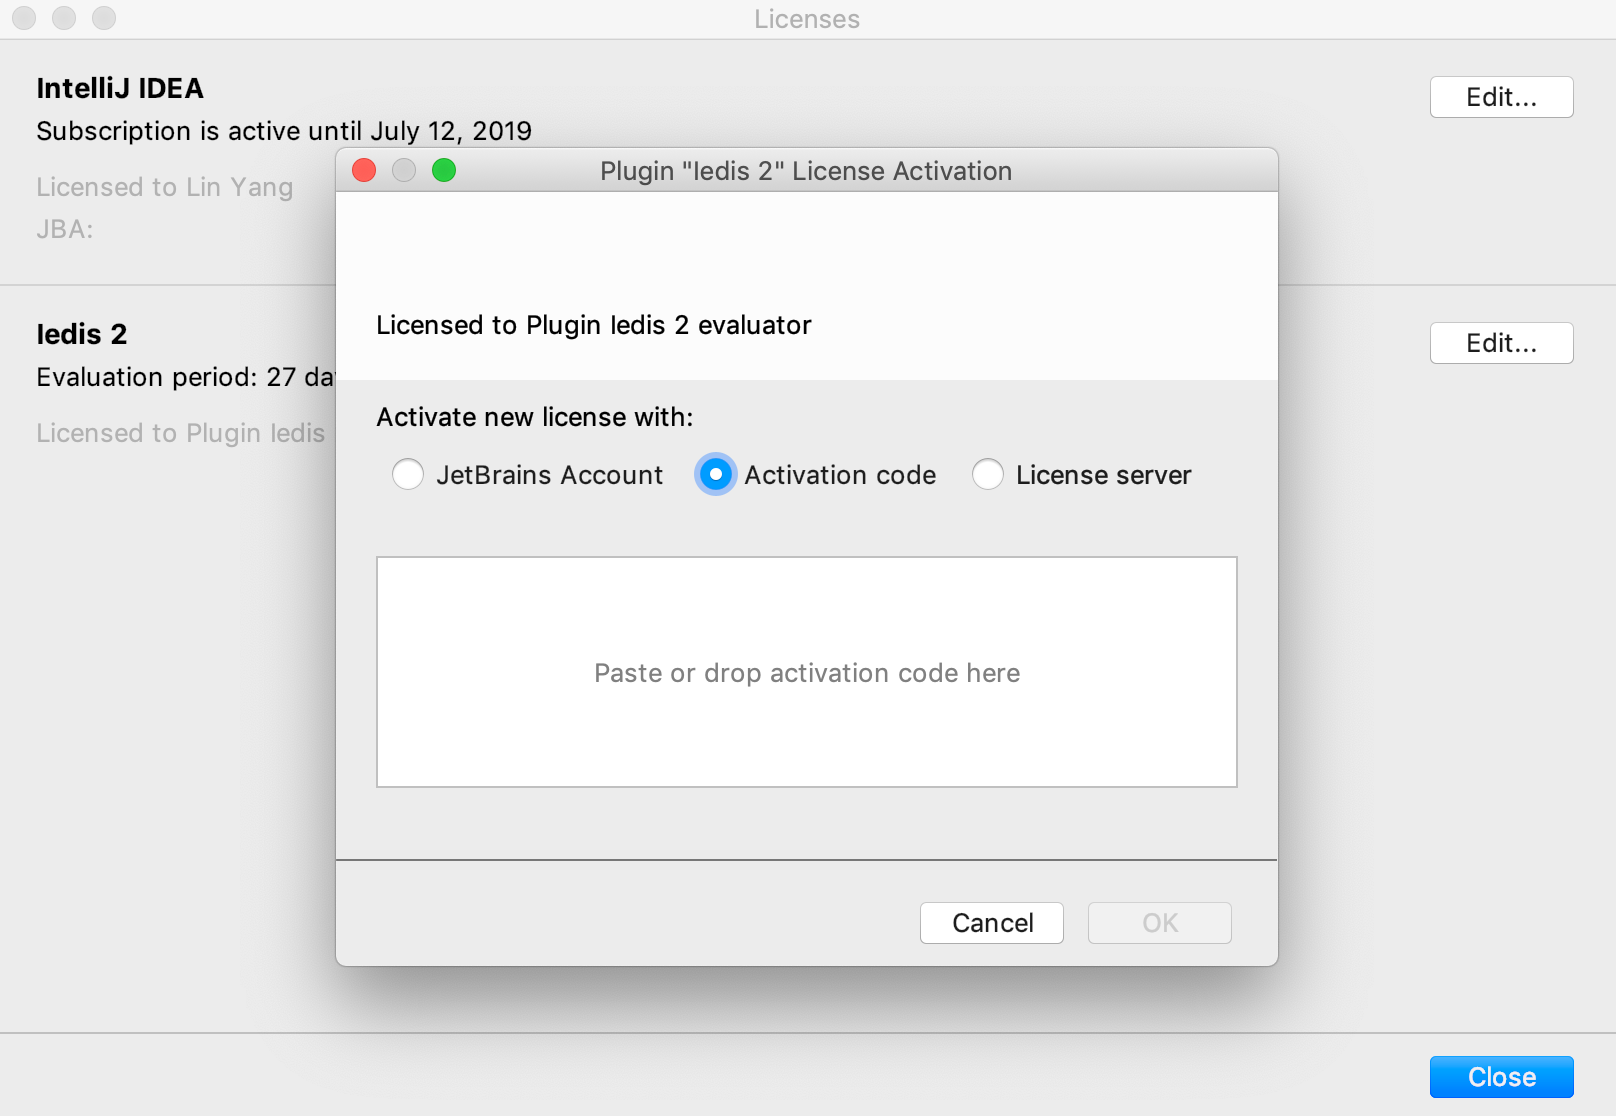 Licenses
IntelliJ IDEA
Edit...
Subscription is active until July 12, 2019
Licensed to Lin Yang
JBA:
Iedis 2
Edit...
Evaluation period: 27
Licensed to Plugin Iedis
Plugin "Iedis 2" License Activation
Licensed to Plugin Iedis 2 evaluator
Activate new license with:
JetBrains Account Activation code License server
Paste or drop activation code here
Cancel OK
Close